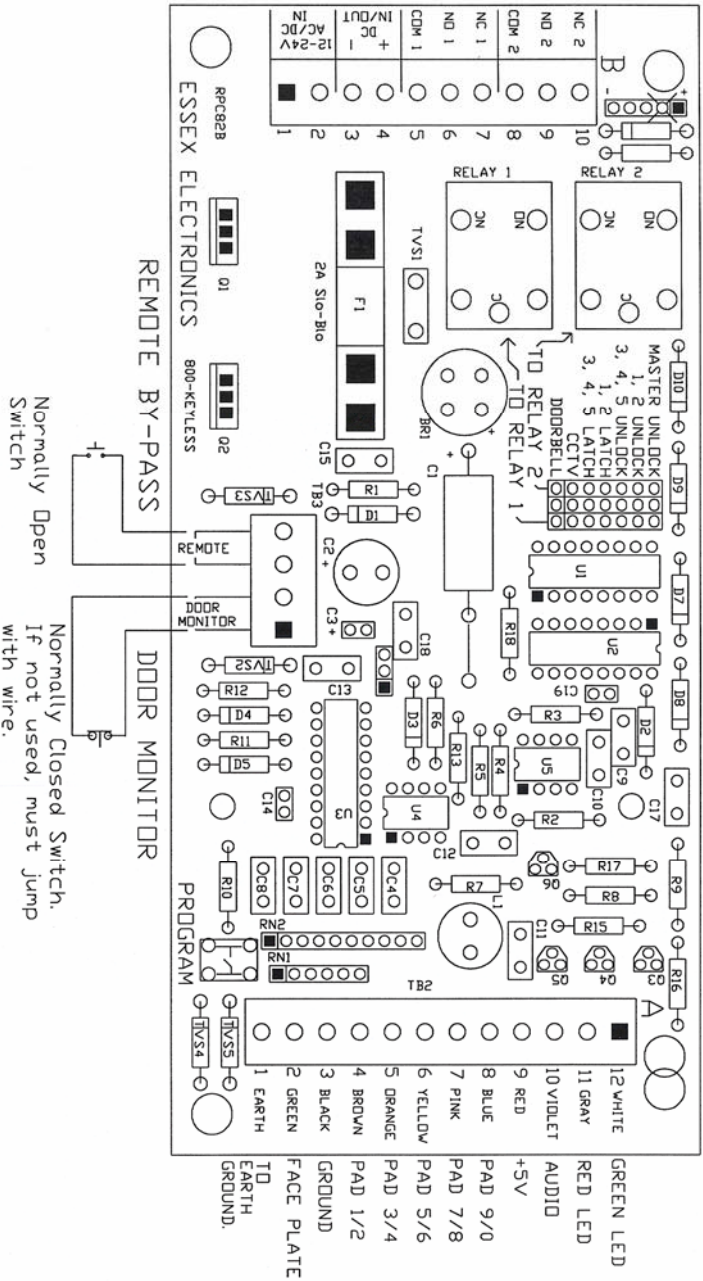 B
+
-
NC 2
NO 2
COM 2
NC 1
NO 1
COM 1
+ DC
- IN/OUT
12-24V
AC/DC
IN
10
9
8
7
6
5
4
3
2
1
RPC82B
ESSEX ELECTRONICS
RELAY 2
NO
NC
C
RELAY 1
NO
NC
C
TVS1
F1
2A Slo-Blo
Q1
800-KEYLESS
Q2
BR1
+
C1
+
C15
R1
D1
TB3
TO RELAY 2
TO RELAY 1
MASTER UNLOCK
1, 2 UNLOCK
3, 4, 5 UNLOCK
1, 2 LATCH
3, 4, 5 LATCH
CCTV
DOORBELL
D10
D9
D7
D8
U1
U2
R18
C19
R3
D2
C9
C10
U5
C17
R2
R4
R5
R13
R6
D3
C18
C2
+
C3 +
C13
TVS3
REMOTE
DOOR
MONITOR
TVS2
R12
D4
R11
D5
C14
U3
U4
C12
R7
Q6
R17
R8
R15
R9
R16
Q3
Q4
Q5
C11
L1
C4
C5
C6
C7
C8
R10
RN2
RN1
PROGRAM
TVS4
TVS5
TB2
A
12 WHITE GREEN LED
11 GRAY RED LED
10 VIOLET AUDIO
9 RED +5V
8 BLUE PAD 9/0
7 PINK PAD 7/8
6 YELLOW PAD 5/6
5 ORANGE PAD 3/4
4 BROWN PAD 1/2
3 BLACK GROUND
2 GREEN FACE PLATE
1 EARTH TO
EARTH
GROUND.
REMOTE BY-PASS
Normally Open
Switch
DOOR MONITOR
Normally Closed Switch.
If not used, must jump
with wire.